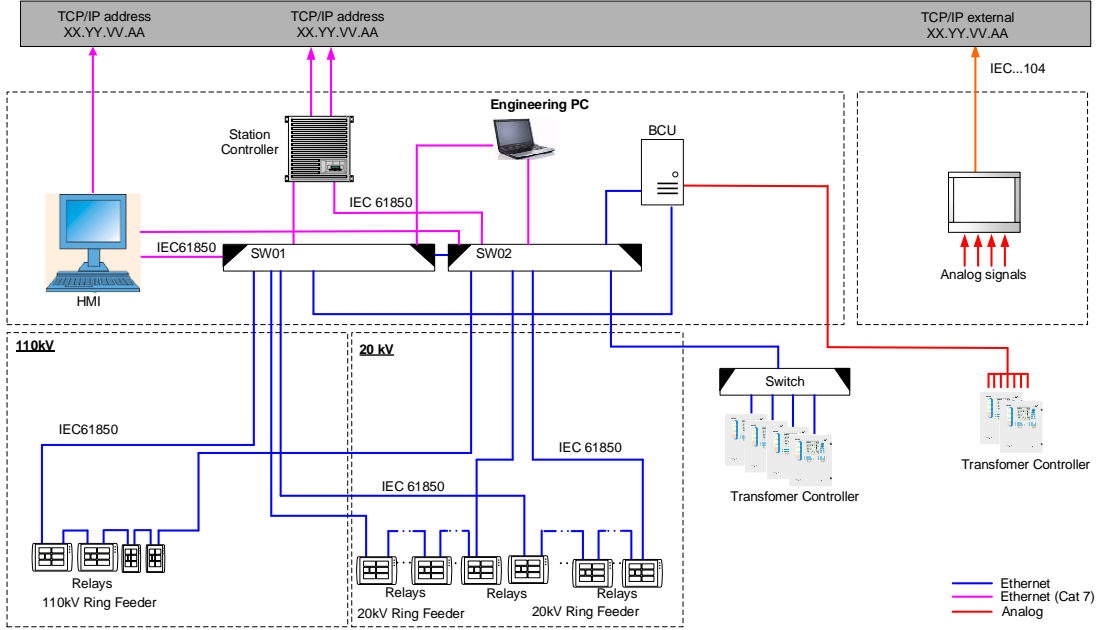 TCP/IP address
XX.YY.VV.AA
TCP/IP address
XX.YY.VV.AA
TCP/IP external
XX.YY.VV.AA
IEC...104
Engineering PC
Station
Controller
BCU
IEC 61850
IEC61850
SW01
SW02
HMI
Analog signals
110kV
20 kV
Switch
IEC61850
IEC 61850
IEC 61850
Transfomer Controller
Transfomer Controller
Relays
110kV Ring Feeder
Relays
20kV Ring Feeder
Relays
Relays
20kV Ring Feeder
Ethernet
Ethernet (Cat 7)
Analog